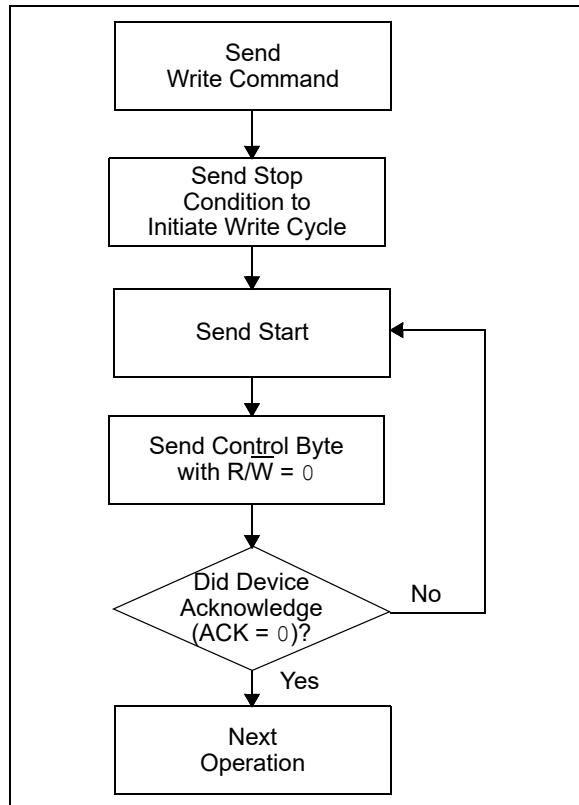 Send
Write Command
Send Stop
Condition to
Initiate Write Cycle
Send Start
Send Control Byte
with R/W̅ = 0
Did Device
Acknowledge
(ACK = 0)?
No
Yes
Next
Operation